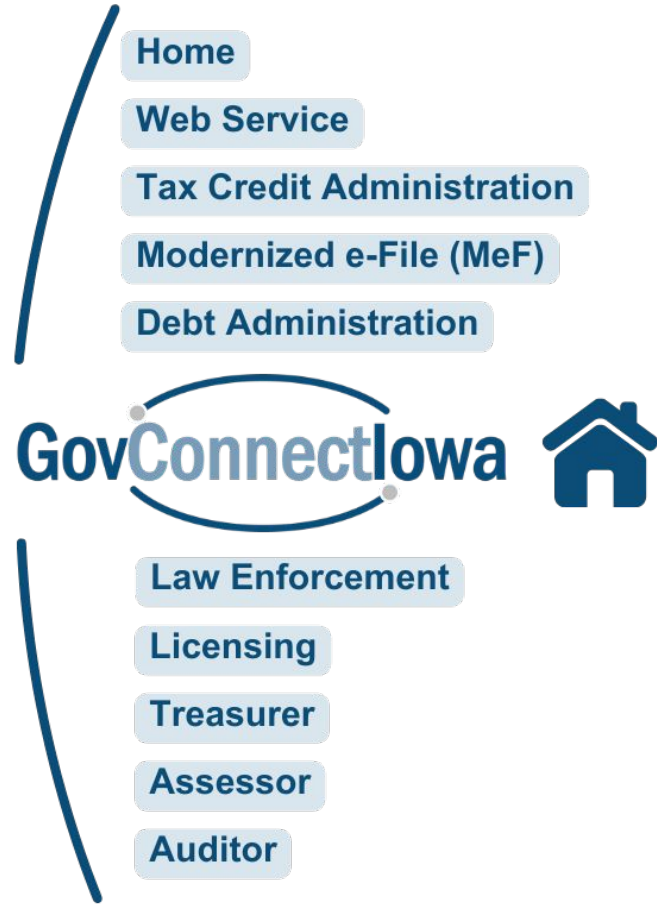 Home
Web Service
Tax Credit Administration
Modernized e-File (MeF)
Debt Administration
GovConnectIowa
Law Enforcement
Licensing
Treasurer
Assessor
Auditor